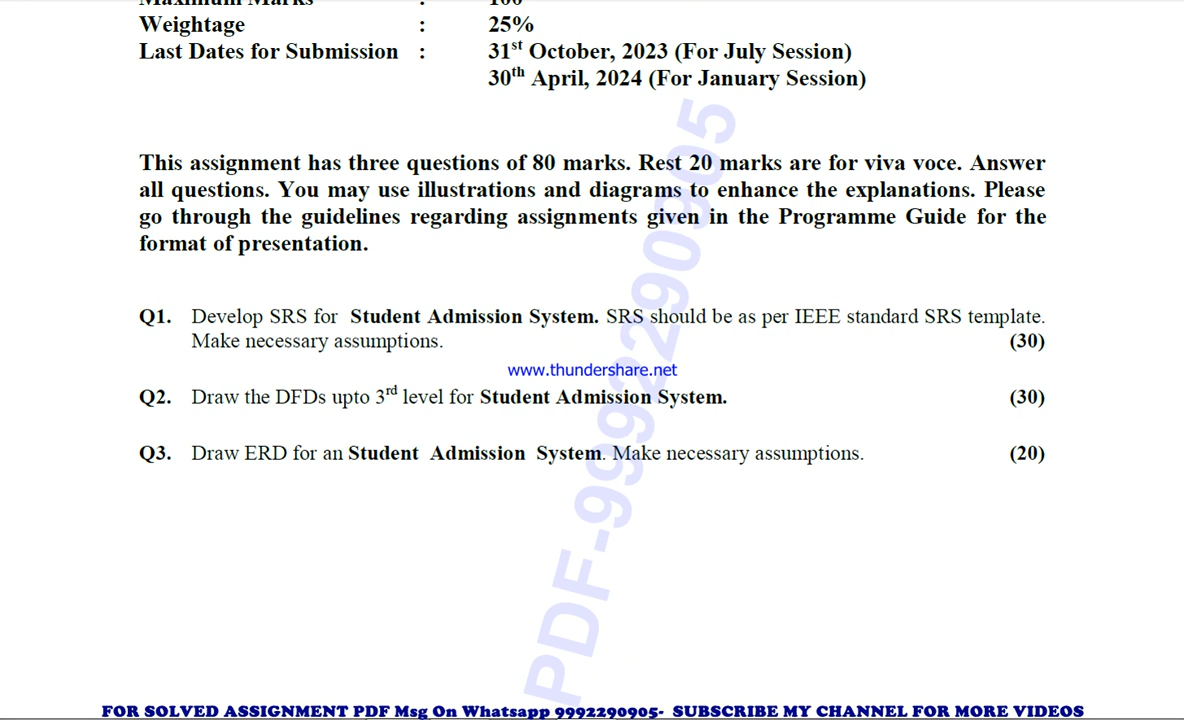 Maximum Marks : 100
Weightage : 25%
Last Dates for Submission : 31st October, 2023 (For July Session)
30th April, 2024 (For January Session)
This assignment has three questions of 80 marks. Rest 20 marks are for viva voce. Answer
all questions. You may use illustrations and diagrams to enhance the explanations. Please
go through the guidelines regarding assignments given in the Programme Guide for the
format of presentation.
Q1. Develop SRS for Student Admission System. SRS should be as per IEEE standard SRS template.
Make necessary assumptions. (30)
www.thundershare.net
Q2. Draw the DFDs upto 3rd level for Student Admission System. (30)
Q3. Draw ERD for an Student Admission System. Make necessary assumptions. (20)
PDF-9992290905
FOR SOLVED ASSIGNMENT PDF Msg On Whatsapp 9992290905- SUBSCRIBE MY CHANNEL FOR MORE VIDEOS